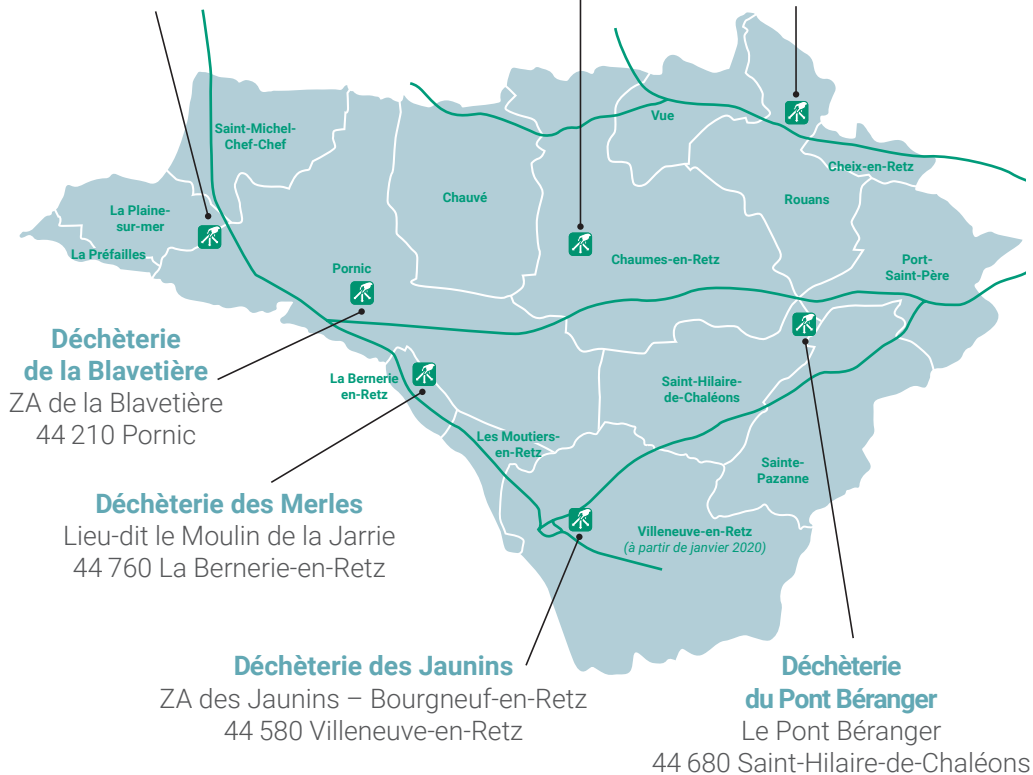 Saint-Michel-
Chef-Chef
Vue
Cheix-en-Retz
Chauvé
Rouans
La Plaine-
sur-mer
La Préfailles
Chaumes-en-Retz
Port-
Saint-Père
Pornic
Déchèterie
de la Blavetière
ZA de la Blavetière
44 210 Pornic
La Bernerie
en-Retz
Saint-Hilaire-
de-Chaléons
Les Moutiers-
en-Retz
Sainte-
Pazanne
Déchèterie des Merles
Lieu-dit le Moulin de la Jarrie
44 760 La Bernerie-en-Retz
Villeneuve-en-Retz
(à partir de janvier 2020)
Déchèterie des Jaunins
ZA des Jaunins – Bourgneuf-en-Retz
44 580 Villeneuve-en-Retz
Déchèterie
du Pont Béranger
Le Pont Béranger
44 680 Saint-Hilaire-de-Chaléons